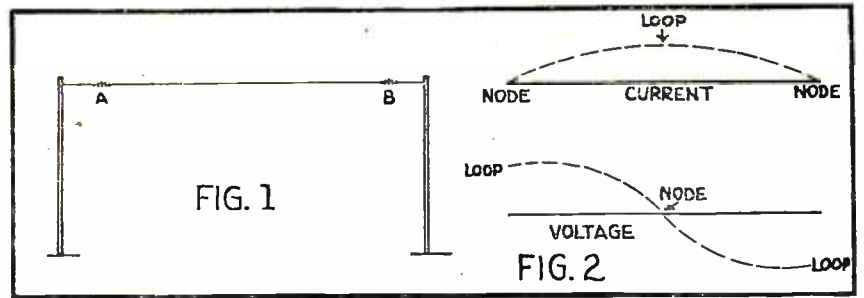 A
B
FIG. 1
LOOP
NODE
CURRENT
NODE
LOOP
NODE
VOLTAGE
LOOP
FIG. 2